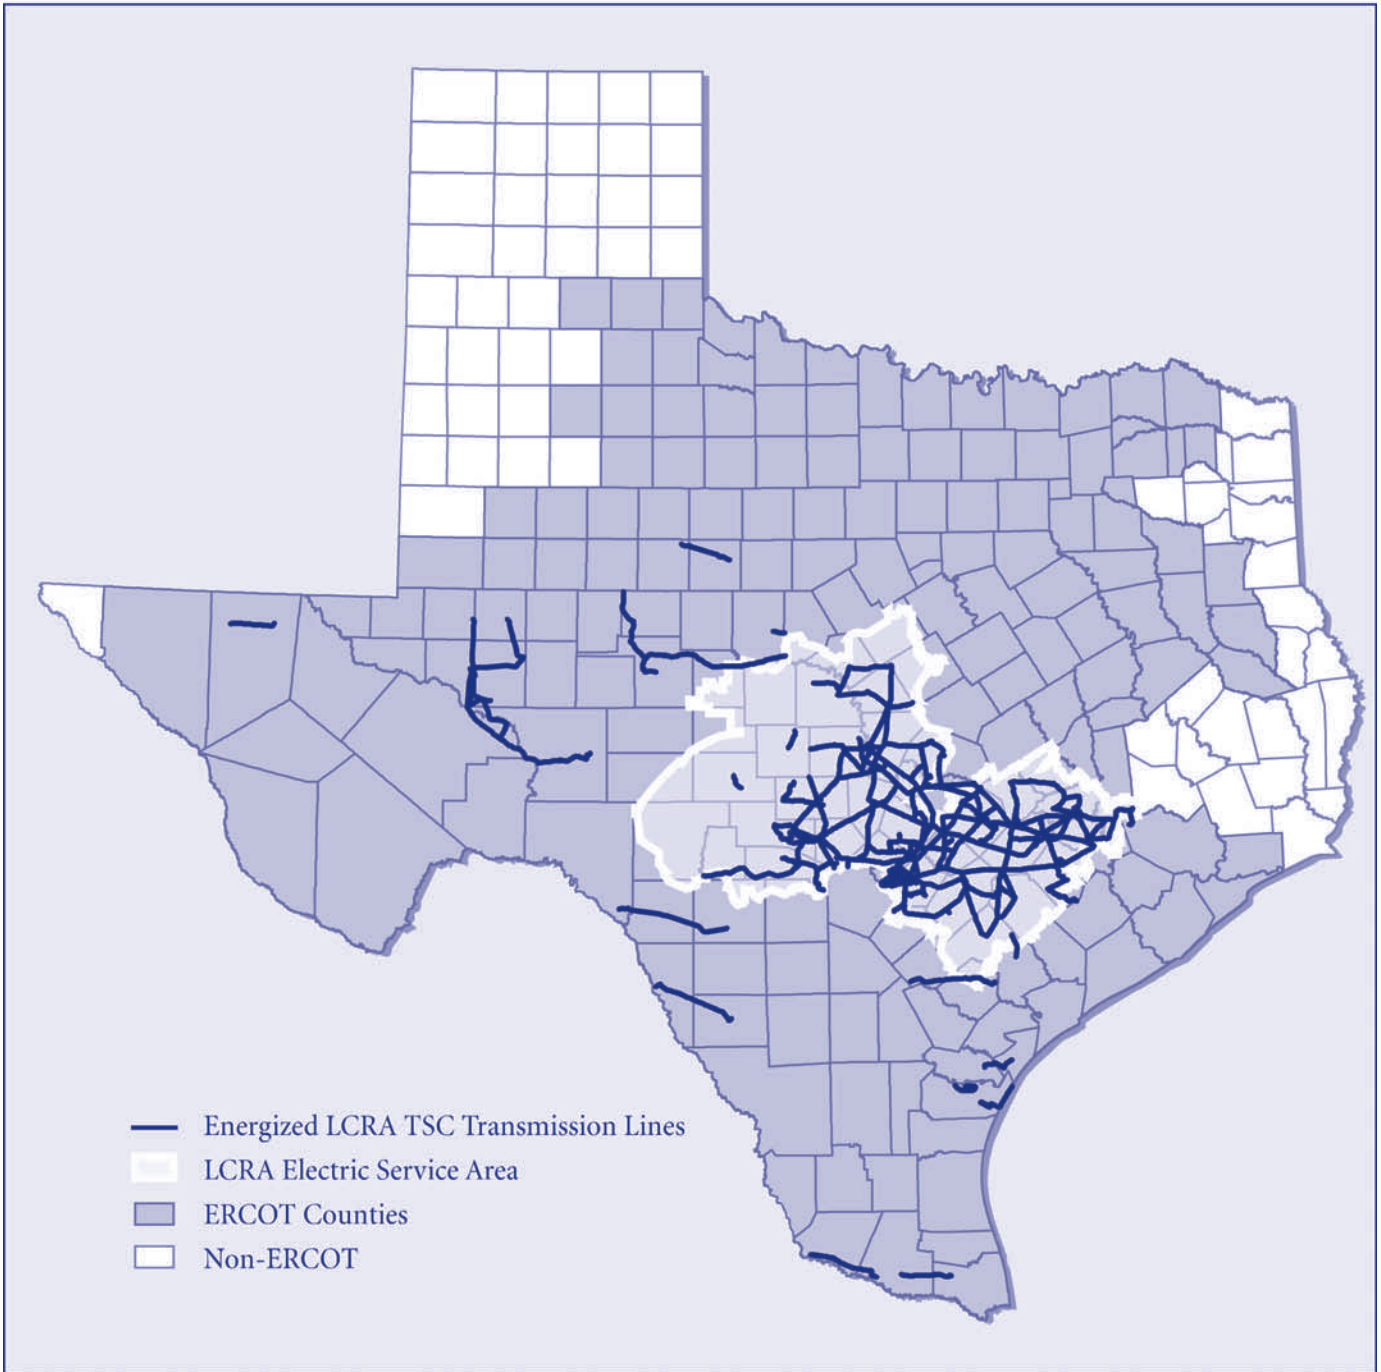 Energized LCRA TSC Transmission Lines
LCRA Electric Service Area
ERCOT Counties
Non-ERCOT